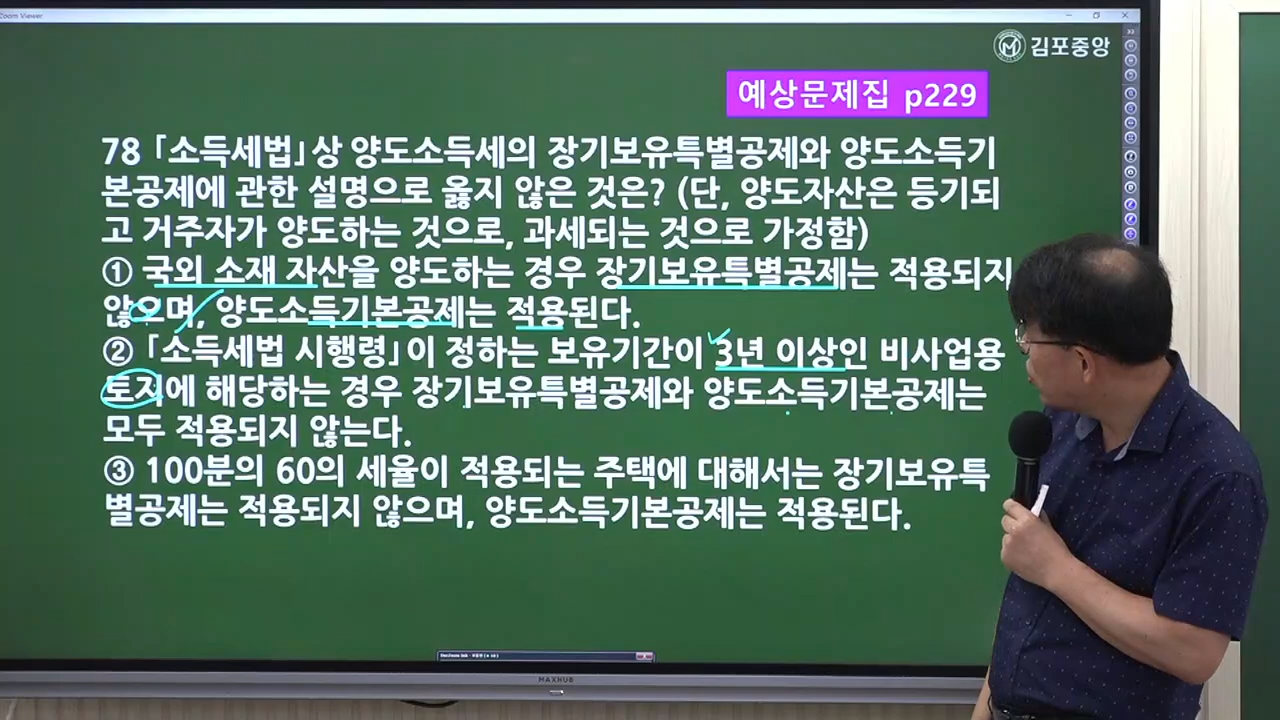 Zoom Viewer
김포중앙
예상문제집 p229
78 「소득세법」상 양도소득세의 장기보유특별공제와 양도소득기
본공제에 관한 설명으로 옳지 않은 것은? (단, 양도자산은 등기되
고 거주자가 양도하는 것으로, 과세되는 것으로 가정함)
① 국외 소재 자산을 양도하는 경우 장기보유특별공제는 적용되지
않으며, 양도소득기본공제는 적용된다.
② 「소득세법 시행령」이 정하는 보유기간이 3년 이상인 비사업용
토지에 해당하는 경우 장기보유특별공제와 양도소득기본공제는
모두 적용되지 않는다.
③ 100분의 60의 세율이 적용되는 주택에 대해서는 장기보유특
별공제는 적용되지 않으며, 양도소득기본공제는 적용된다.
MAXHUB